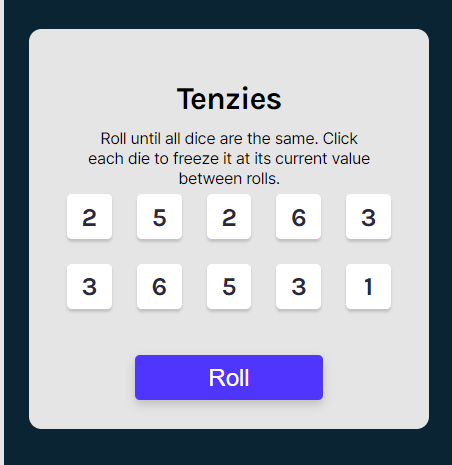 Tenzies
Roll until all dice are the same. Click
each die to freeze it at its current value
between rolls.
2 5 2 6 3
3 6 5 3 1
Roll